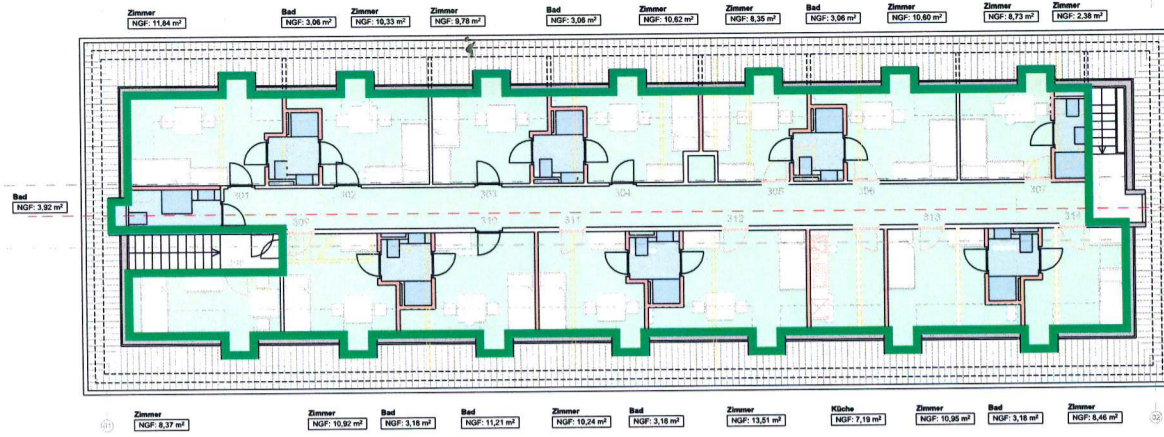 Zimmer
NGF: 11,84 m²
Bad
NGF: 3,06 m²
Zimmer
NGF: 10,33 m²
Zimmer
NGF: 9,78 m²
Bad
NGF: 3,06 m²
Zimmer
NGF: 10,62 m²
Zimmer
NGF: 8,35 m²
Bad
NGF: 3,06 m²
Zimmer
NGF: 10,60 m²
Zimmer
NGF: 8,73 m²
Bad
NGF: 2,38 m²
301
302
303
304
305
306
307
Bad
NGF: 3,92 m²
309
310
311
312
313
314
Zimmer
NGF: 8,37 m²
Zimmer
NGF: 10,92 m²
Bad
NGF: 3,18 m²
Bad
NGF: 11,21 m²
Zimmer
NGF: 10,24 m²
Bad
NGF: 3,16 m²
Zimmer
NGF: 13,51 m²
Küche
NGF: 7,19 m²
Zimmer
NGF: 10,95 m²
Bad
NGF: 3,18 m²
Zimmer
NGF: 8,46 m²